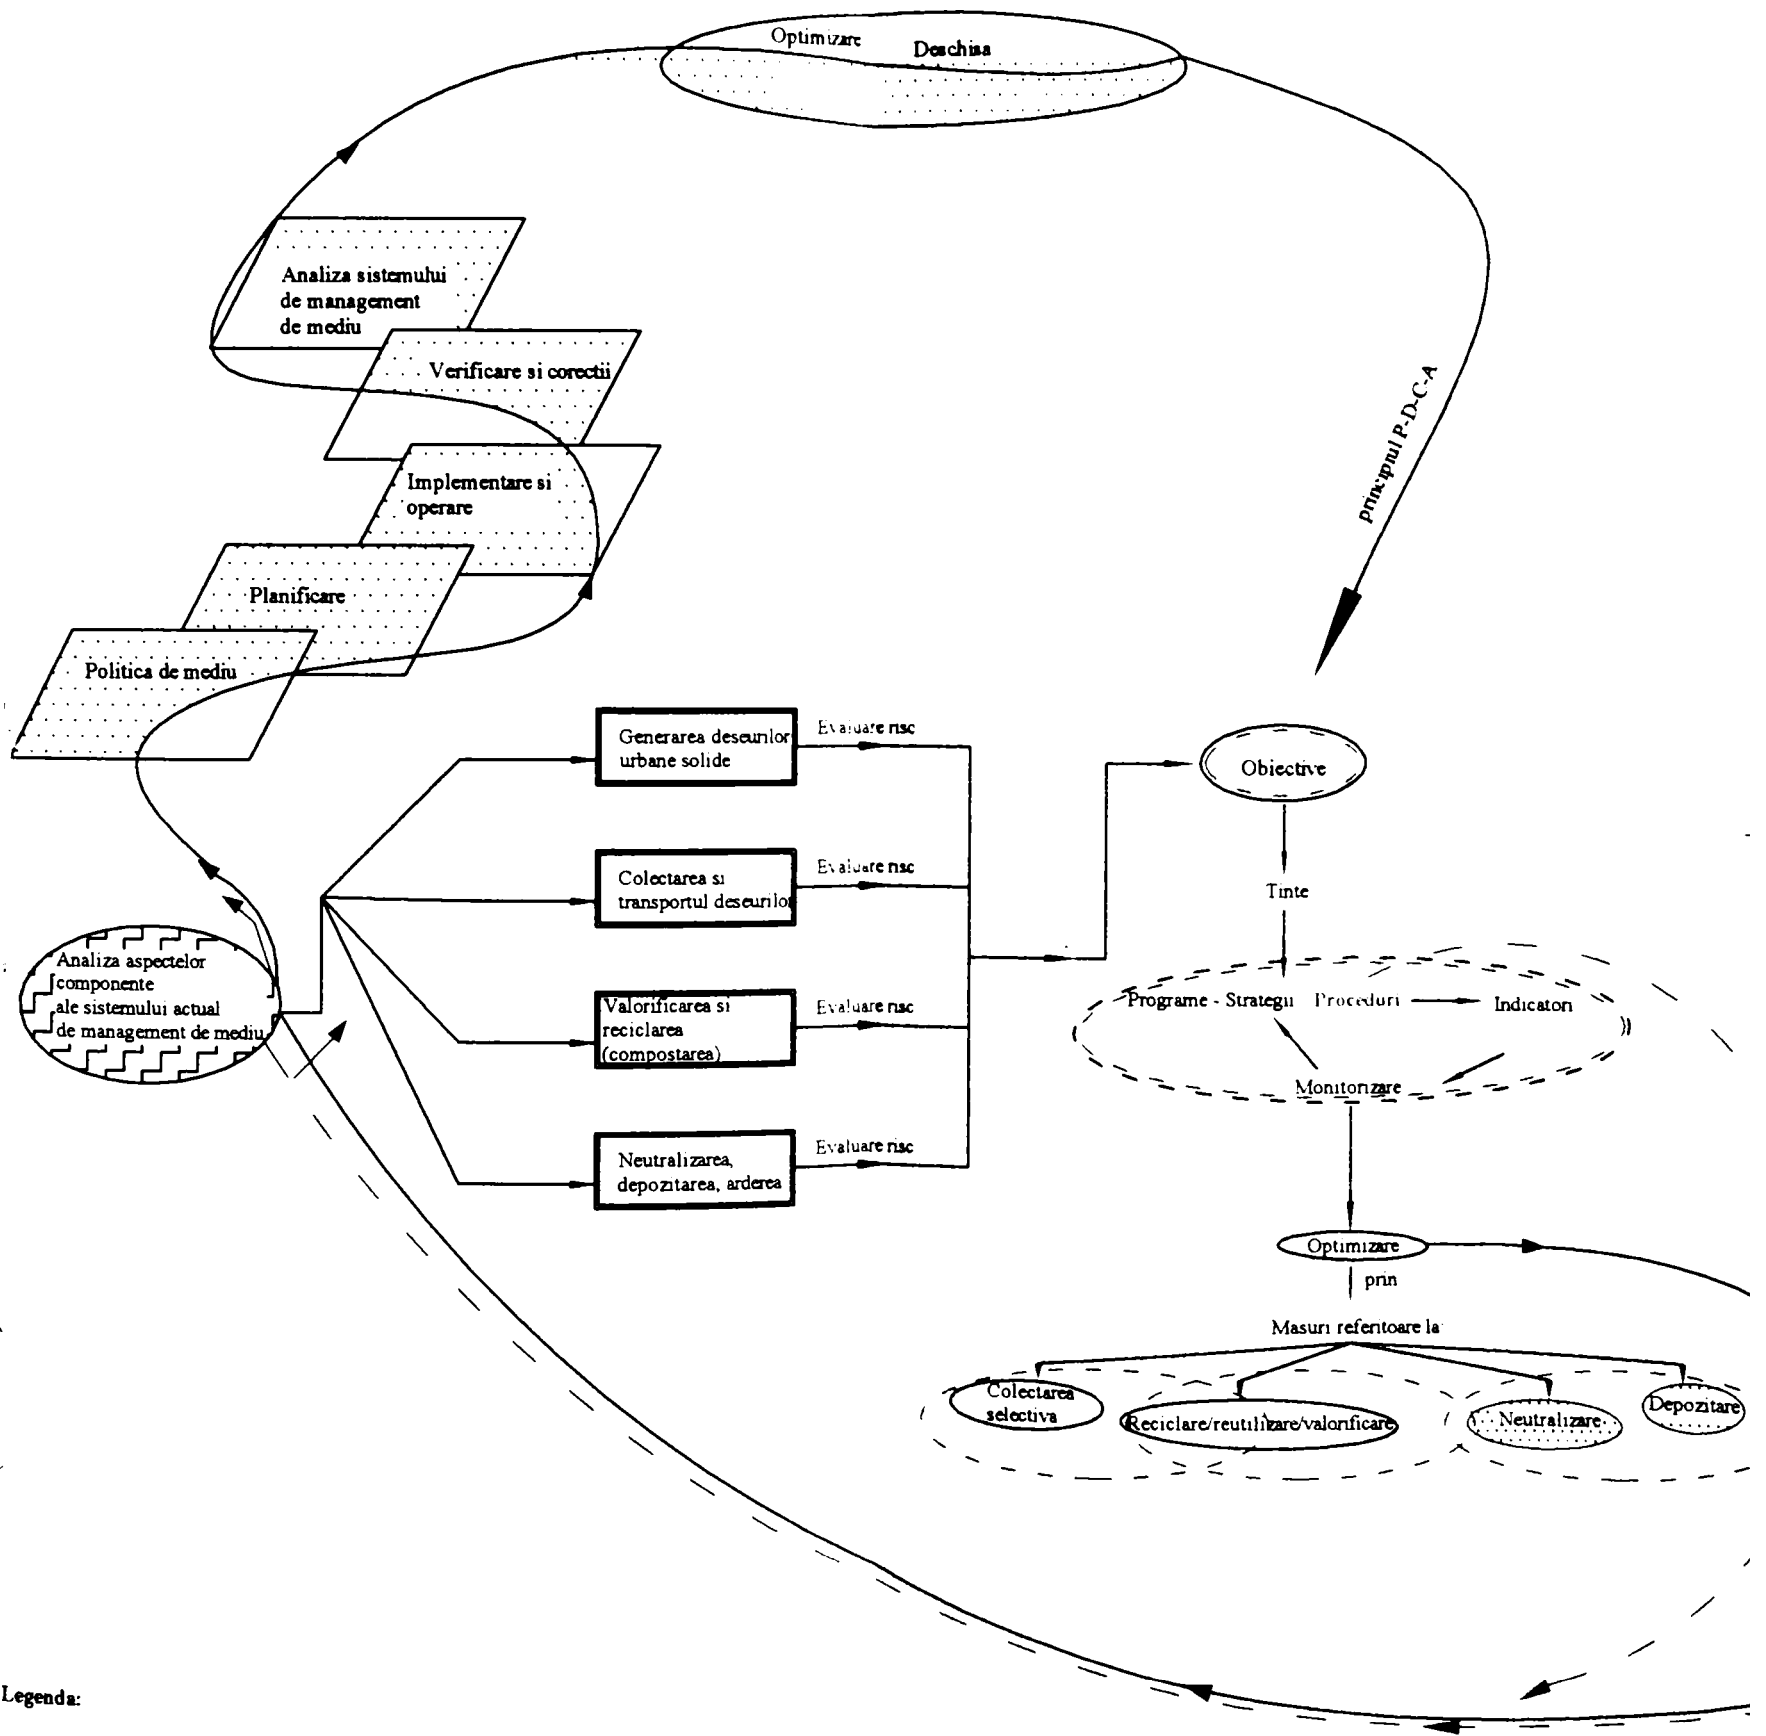 Optimizare Deschisa
Analiza sistemului
de management
de mediu
Verificare si corectii
Implementare si
operare
Planificare
Politica de mediu
principiul P-D-C-A
Generarea deseurilor
urbane solide
Evaluare risc
Colectarea si
transportul deseurilor
Evaluare risc
Valorificarea si
reciclarea
(compostarea)
Evaluare risc
Neutralizarea,
depozitarea, arderea
Evaluare risc
Analiza aspectelor
componente
ale sistemului actual
de management de mediu
Obiective
Tinte
Programe - Strategii Proceduri Indicatori
Monitorizare
Optimizare
prin
Masuri referitoare la
Colectarea
selectiva
Reciclare/reutilizare/valorificare
Neutralizare
Depozitare
Legenda: